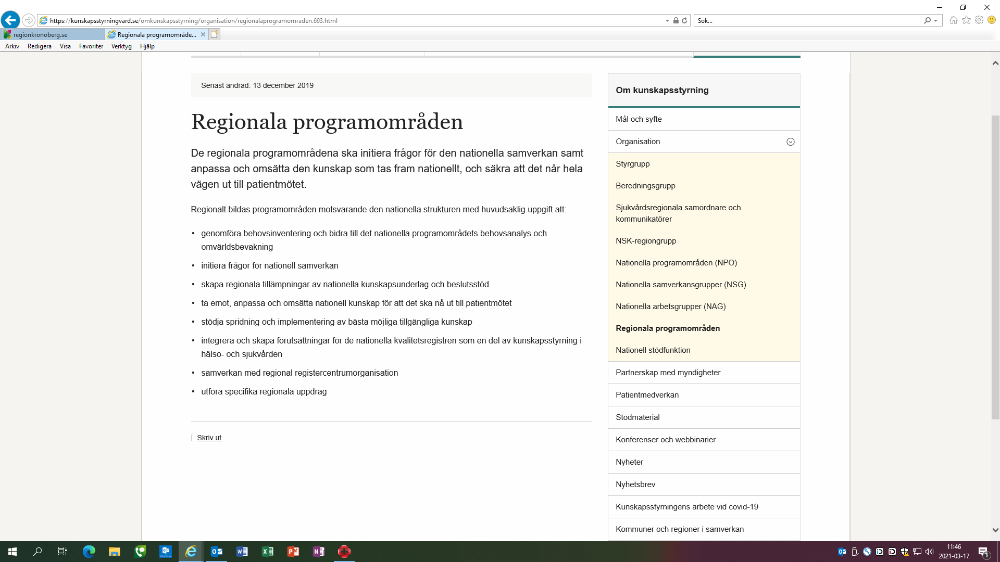 https://kunskapsstyrningvard.se/omkunskapsstyrning/organisation/regionalaprogramomraden.693.html
Sök...
regionkronoberg.se
Regionala programområde...
Arkiv Redigera Visa Favoriter Verktyg Hjälp
Senast ändrad: 13 december 2019
Regionala programområden
De regionala programområdena ska initiera frågor för den nationella samverkan samt
anpassa och omsätta den kunskap som tas fram nationellt, och säkra att det når hela
vägen ut till patientmötet.
Regionalt bildas programområden motsvarande den nationella strukturen med huvudsaklig uppgift att:
• genomföra behovsinventering och bidra till det nationella programområdets behovsanalys och
omvärldsbevakning
• initiera frågor för nationell samverkan
• skapa regionala tillämpningar av nationella kunskapsunderlag och beslutsstöd
• ta emot, anpassa och omsätta nationell kunskap för att det ska nå ut till patientmötet
• stödja spridning och implementering av bästa möjliga tillgängliga kunskap
• integrera och skapa förutsättningar för de nationella kvalitetsregistren som en del av kunskapsstyrning i
hälso- och sjukvården
• samverkan med regional registercentrumorganisation
• utföra specifika regionala uppdrag
Skriv ut
Om kunskapsstyrning
Mål och syfte
Organisation
Styrgrupp
Beredningsgrupp
Sjukvårdsregionala samordnare och
kommunikatörer
NSK-regiongrupp
Nationella programområden (NPO)
Nationella samverkansgrupper (NSG)
Nationella arbetsgrupper (NAG)
Regionala programområden
Nationell stödfunktion
Partnerskap med myndigheter
Patientmedverkan
Stödmaterial
Konferenser och webbinarier
Nyheter
Nyhetsbrev
Kunskapsstyrningens arbete vid covid-19
Kommuner och regioner i samverkan
11:46
2021-03-17
1